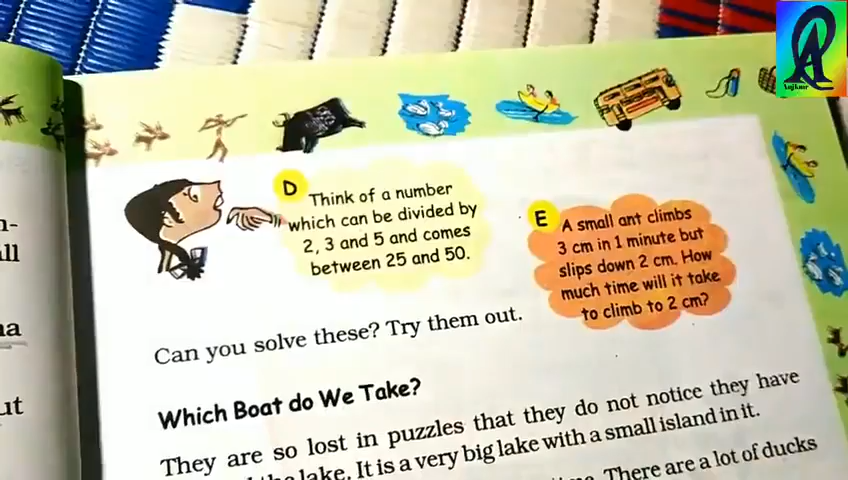 D
Think of a number
which can be divided by
2, 3 and 5 and comes
between 25 and 50.
E
A small ant climbs
3 cm in 1 minute but
slips down 2 cm. How
much time will it take
to climb to 2 cm?
Can you solve these? Try them out.
Which Boat do We Take?
They are so lost in puzzles that they do not notice they have
lake. It is a very big lake with a small island in it.
There are a lot of ducks